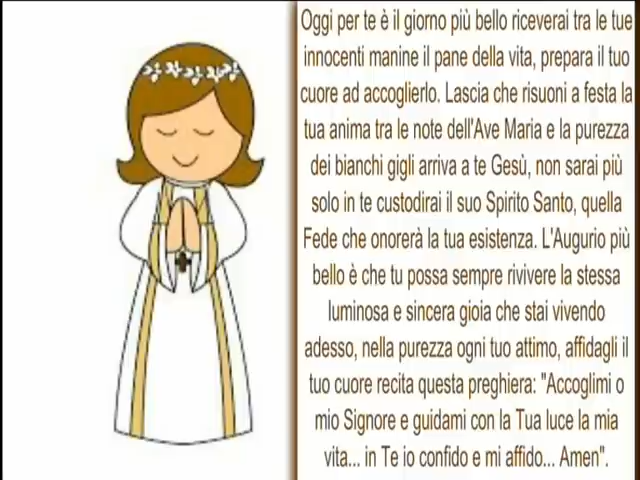 Oggi per te è il giorno più bello riceverai tra le tue
innocenti manine il pane della vita, prepara il tuo
cuore ad accoglierlo. Lascia che risuoni a festa la
tua anima tra le note dell'Ave Maria e la purezza
dei bianchi gigli arriva a te Gesù, non sarai più
solo in te custodirai il suo Spirito Santo, quella
Fede che onorerà la tua esistenza. L'Augurio più
bello è che tu possa sempre rivivere la stessa
luminosa e sincera gioia che stai vivendo
adesso, nella purezza ogni tuo attimo, affidagli il
tuo cuore recita questa preghiera: "Accoglimi o
mio Signore e guidami con la Tua luce la mia
vita... in Te io confido e mi affido... Amen".